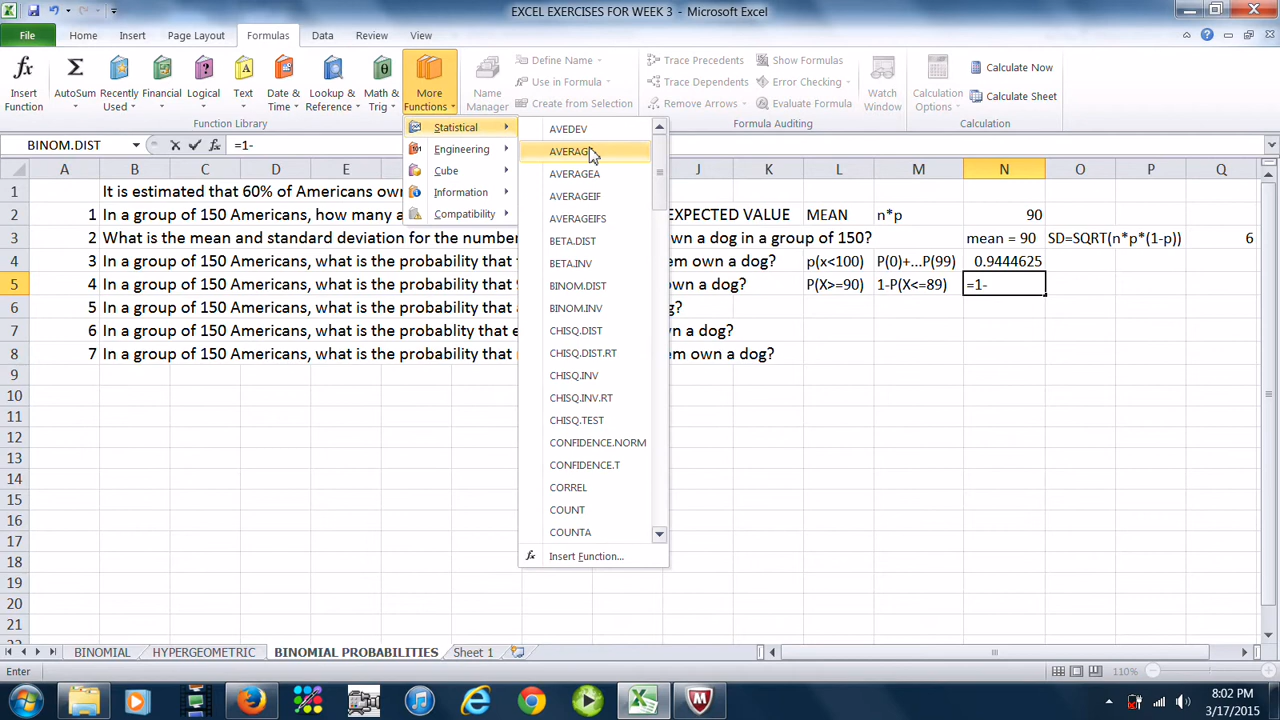 EXCEL EXERCISES FOR WEEK 3 - Microsoft Excel
File Home Insert Page Layout Formulas Data Review View
Insert Function
AutoSum
Recently Used
Financial
Logical
Text
Date & Time
Lookup & Reference
Math & Trig
More Functions
Name Manager
Define Name
Use in Formula
Create from Selection
Trace Precedents
Trace Dependents
Remove Arrows
Show Formulas
Error Checking
Evaluate Formula
Watch Window
Calculation Options
Calculate Now
Calculate Sheet
Function Library
Formula Auditing
Calculation
BINOM.DIST fx =1-
Statistical
Engineering
Cube
Information
Compatibility
AVEDEV
AVERAGE
AVERAGEA
AVERAGEIF
AVERAGEIFS
BETA.DIST
BETA.INV
BINOM.DIST
BINOM.INV
CHISQ.DIST
CHISQ.DIST.RT
CHISQ.INV
CHISQ.INV.RT
CHISQ.TEST
CONFIDENCE.NORM
CONFIDENCE.T
CORREL
COUNT
COUNTA
fx Insert Function...
A B C D E J K L M N O P Q
1 It is estimated that 60% of Americans own
2 1 In a group of 150 Americans, how many a EXPECTED VALUE MEAN n*p 90
3 2 What is the mean and standard deviation for the number own a dog in a group of 150? mean = 90 SD=SQRT(n*p*(1-p)) 6
4 3 In a group of 150 Americans, what is the probability that em own a dog? p(x<100) P(0)+...P(99) 0.9444625
5 4 In a group of 150 Americans, what is the probability that 9 own a dog? P(X>=90) 1-P(X<=89) =1-
6 5 In a group of 150 Americans, what is the probability that a g?
7 6 In a group of 150 Americans, what is the probablity that e n a dog?
8 7 In a group of 150 Americans, what is the probability that em own a dog?
9
10
11
12
13
14
15
16
17
18
19
20
21
BINOMIAL HYPERGEOMETRIC BINOMIAL PROBABILITIES Sheet 1
Enter 110%
8:02 PM
3/17/2015